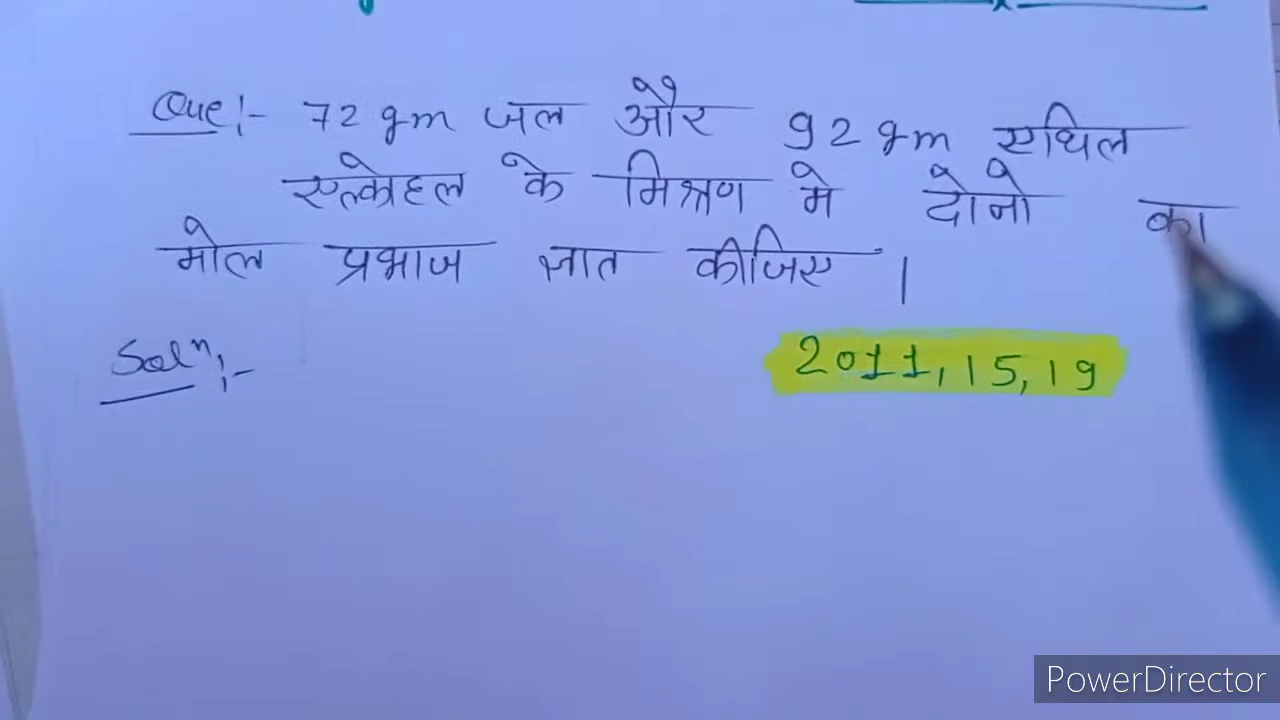 Que:- 72 gm जल और 92 gm एथिल
एल्कोहल के मिश्रण मे दोनो का
मोल प्रभाज ज्ञात कीजिए ।
Solⁿ:-
2011, 15, 19
PowerDirector